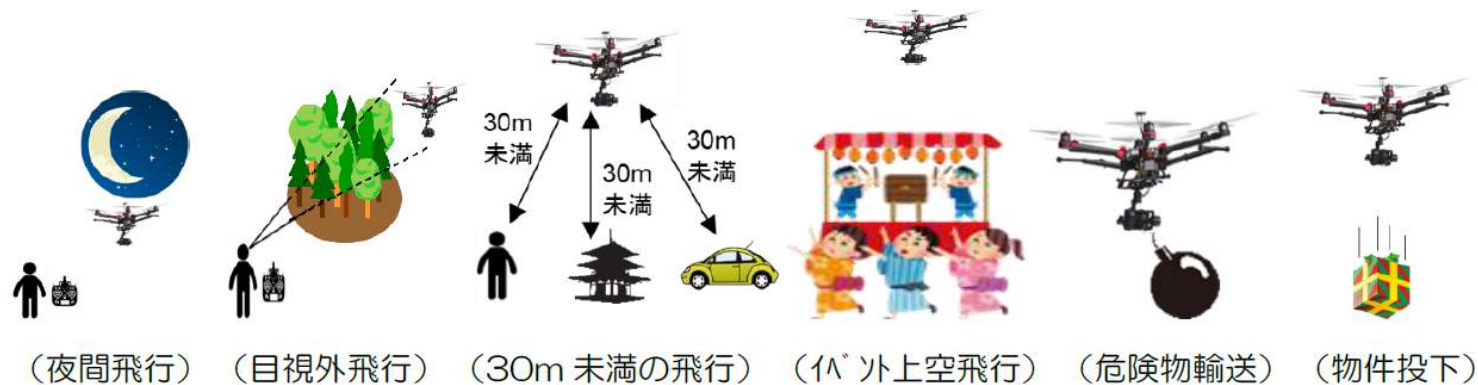 30m
未満
30m
未満
30m
未満
（夜間飛行）
（目視外飛行）
（30m 未満の飛行）
（ｲﾍﾞﾝﾄ上空飛行）
（危険物輸送）
（物件投下）